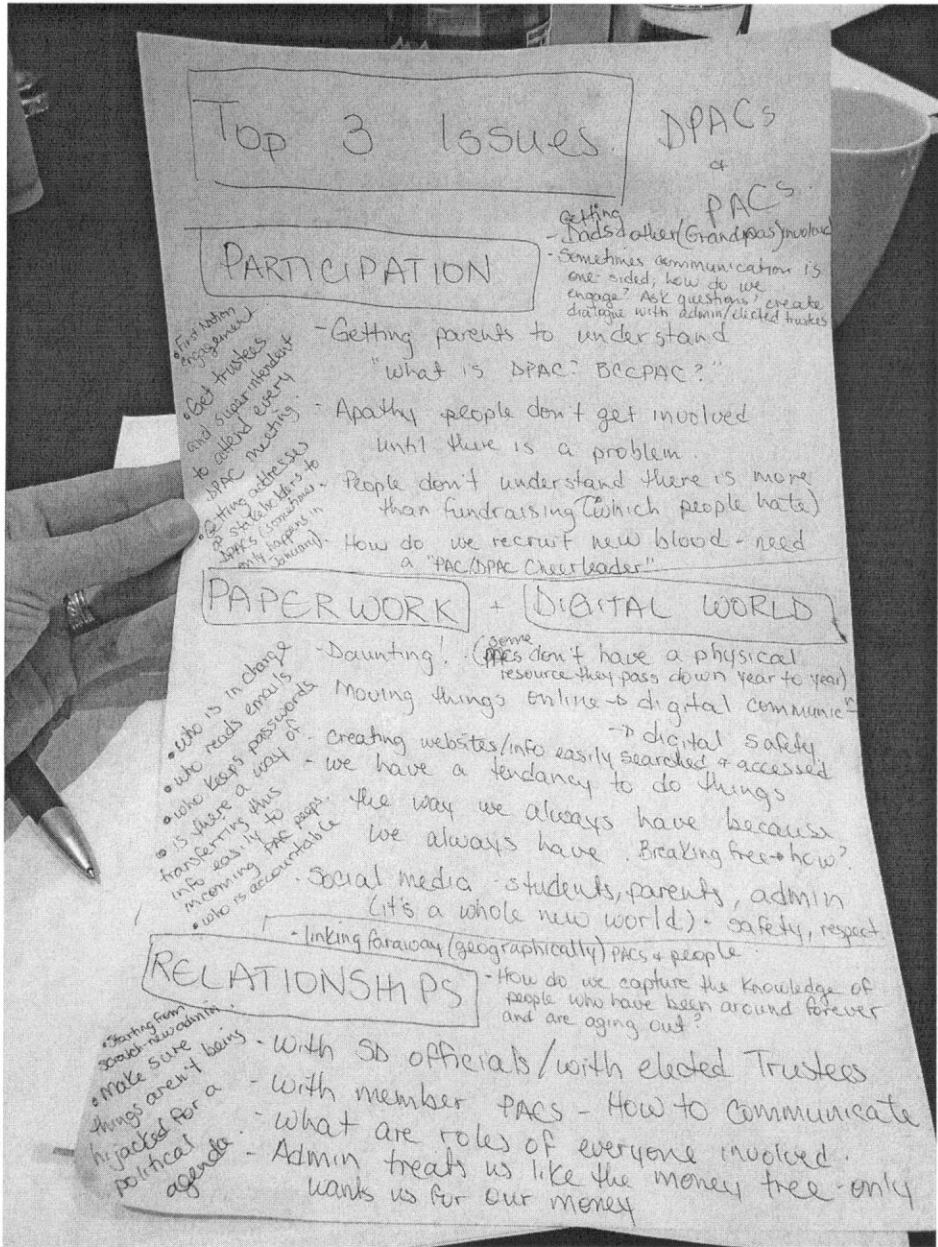 Top 3 Issues.
DPACs
&
PACs.
PARTICIPATION
Getting
- Dads & other (Grandpas) involved
- Sometimes communication is
one-sided, how do we
engage? Ask questions? create
dialogue with admin/elected trustees
• First Nation
engagement
• Get trustees
and superintendent
to attend every
DPAC meeting.
• Getting addresses
of stakeholders to
DPACs (somehow
only happens in
January).
- Getting parents to understand
"what is DPAC? BCCPAC?"
- Apathy people don't get involved
until there is a problem.
- People don't understand there is more
than fundraising (which people hate)
- How do we recruit new blood - need
a "PAC/DPAC Cheerleader"
PAPERWORK + DIGITAL WORLD
• who is in charge
• who reads emails
• who keeps passwords
• is there a way of
transferring this
info easily to
incoming PAC peeps.
• who is accountable
- Daunting! (some PACs don't have a physical
resource they pass down year to year)
- Moving things online → digital communicⁿ
→ digital safety
- creating websites/info easily searched & accessed
- we have a tendancy to do things
the way we always have because
we always have. Breaking free → how?
- Social media - students, parents, admin
(it's a whole new world) - safety, respect
- linking faraway (geographically) PACs & people
RELATIONSHIPS
- How do we capture the knowledge of
people who have been around forever
and are aging out?
• Starting from
scratch-new admin.
• Make sure
things aren't being
hijacked for a
political
agenda
- With SD officials/with elected Trustees
- with member PACS - How to communicate
- what are roles of everyone involved.
- Admin treats us like the money tree - only
wants us for our money